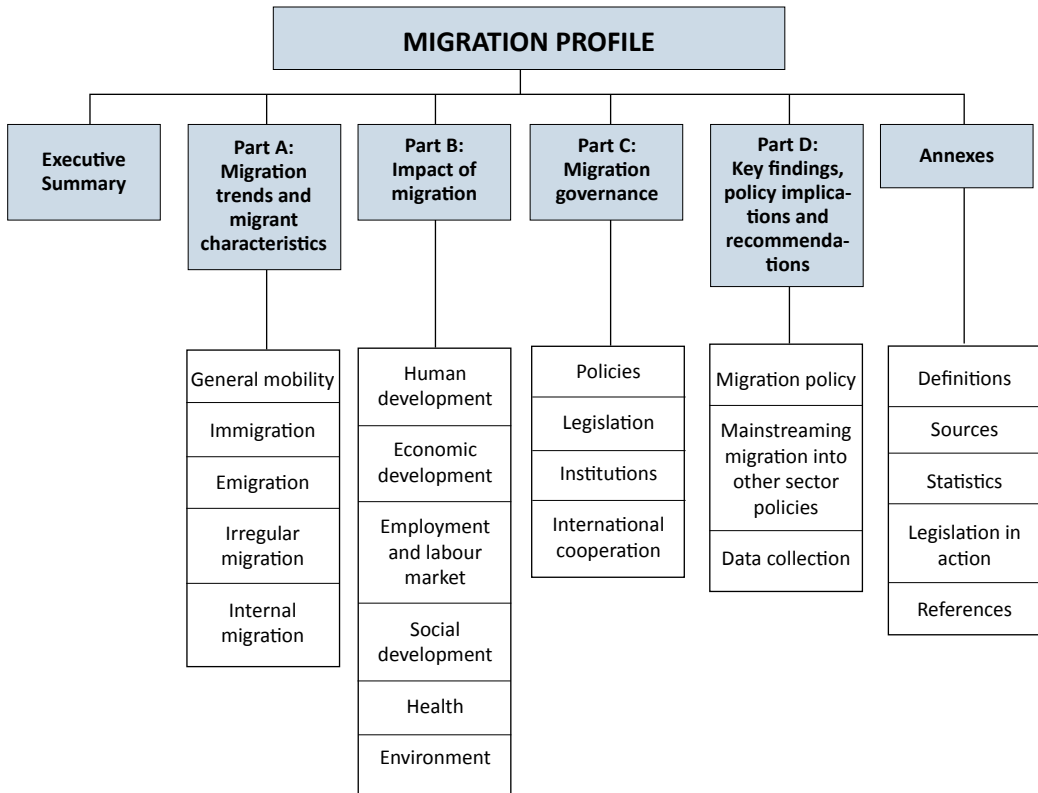 MIGRATION PROFILE
Executive
Summary
Part A:
Migration
trends and
migrant
characteristics
Part B:
Impact of
migration
Part C:
Migration
governance
Part D:
Key findings,
policy implica-
tions and
recommenda-
tions
Annexes
General mobility
Immigration
Emigration
Irregular
migration
Internal
migration
Human
development
Economic
development
Employment
and labour
market
Social
development
Health
Environment
Policies
Legislation
Institutions
International
cooperation
Migration policy
Mainstreaming
migration into
other sector
policies
Data collection
Definitions
Sources
Statistics
Legislation in
action
References